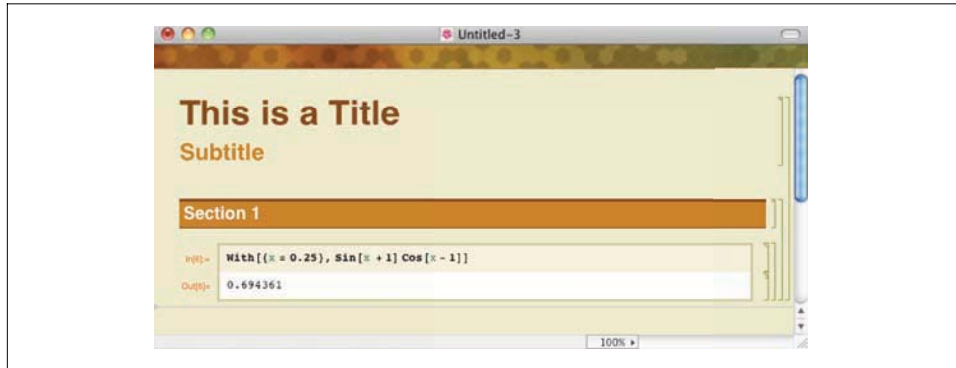 Untitled-3
This is a Title
Subtitle
Section 1
In[6]:= With[{x = 0.25}, Sin[x + 1] Cos[x - 1]]
Out[6]= 0.694361
100%